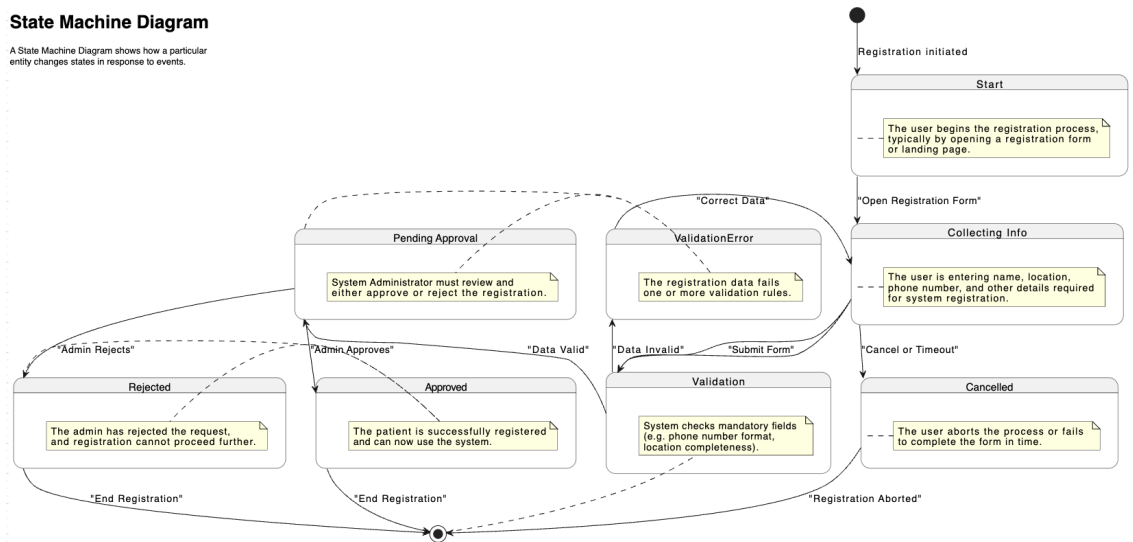 State Machine Diagram
A State Machine Diagram shows how a particular
entity changes states in response to events.
Registration initiated
Start
The user begins the registration process,
typically by opening a registration form
or landing page.
"Open Registration Form"
"Correct Data"
Pending Approval
System Administrator must review and
either approve or reject the registration.
ValidationError
The registration data fails
one or more validation rules.
Collecting Info
The user is entering name, location,
phone number, and other details required
for system registration.
"Admin Rejects"
"Admin Approves"
"Data Valid"
"Data Invalid"
"Submit Form"
"Cancel or Timeout"
Rejected
The admin has rejected the request,
and registration cannot proceed further.
Approved
The patient is successfully registered
and can now use the system.
Validation
System checks mandatory fields
(e.g. phone number format,
location completeness).
Cancelled
The user aborts the process or fails
to complete the form in time.
"End Registration"
"End Registration"
"Registration Aborted"